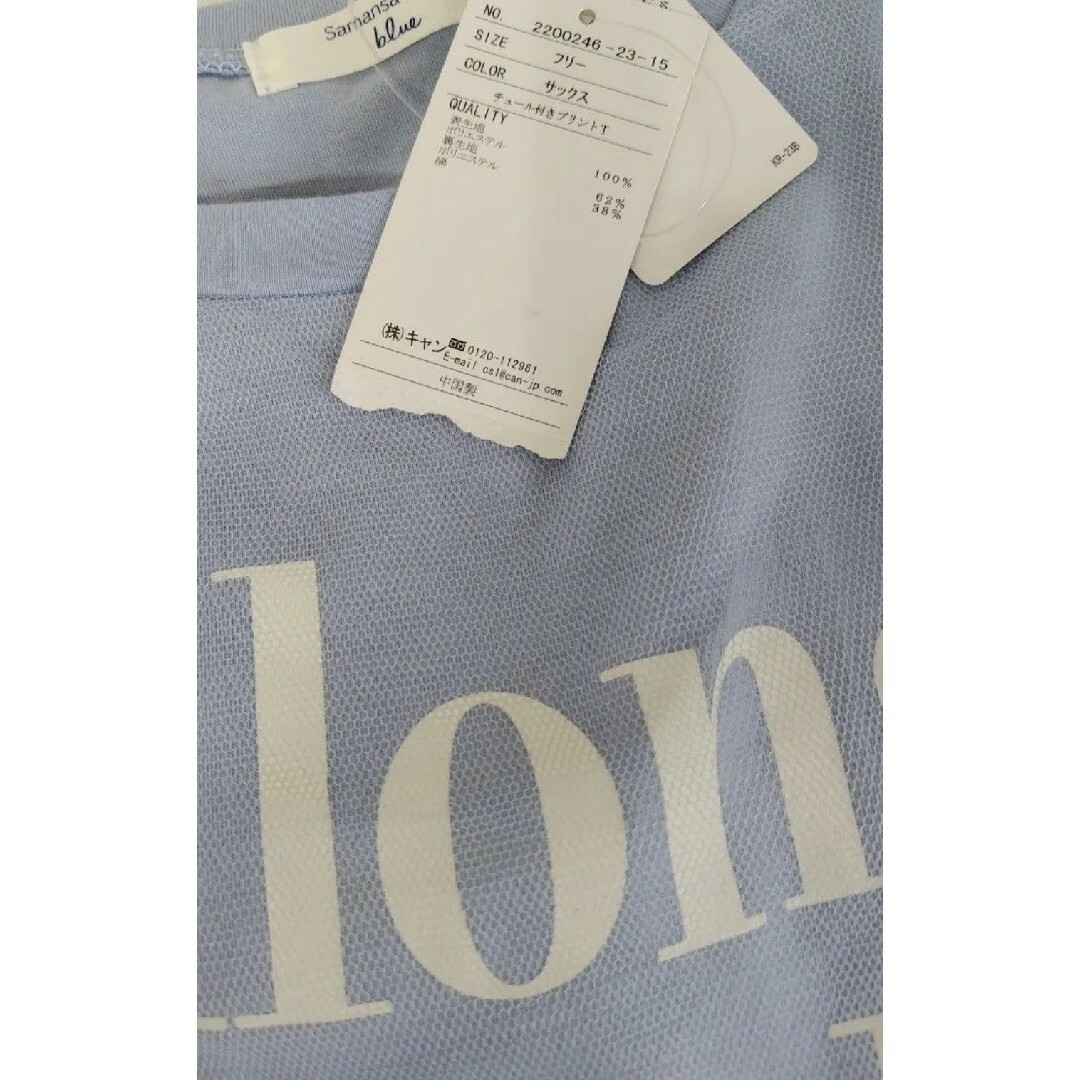 Samansa
blue
NO. 2200246-23-15
SIZE フリー
COLOR サックス
チュール付きプリントT
QUALITY
表生地
ポリエステル 100%
裏生地
ポリエステル 62%
綿 38%
(株)キャン 0120-112961
E-mail csl@can-jp.com
中国製
KR-23B
lon